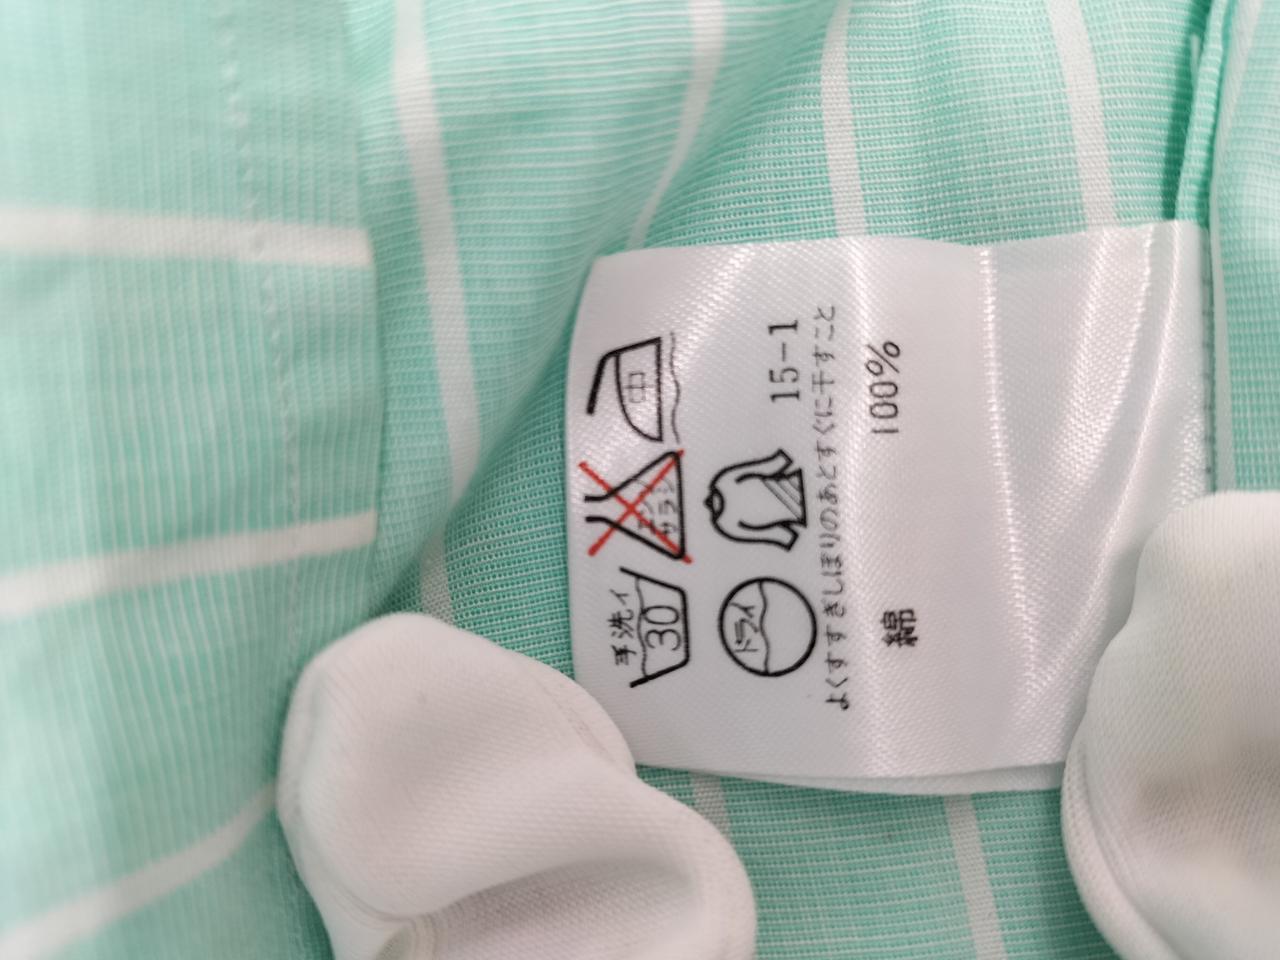 手洗イ
30
エンソ
サラシ
中
ドライ
15-1
よくすすぎしぼりのあとすぐに干すこと
綿 100%